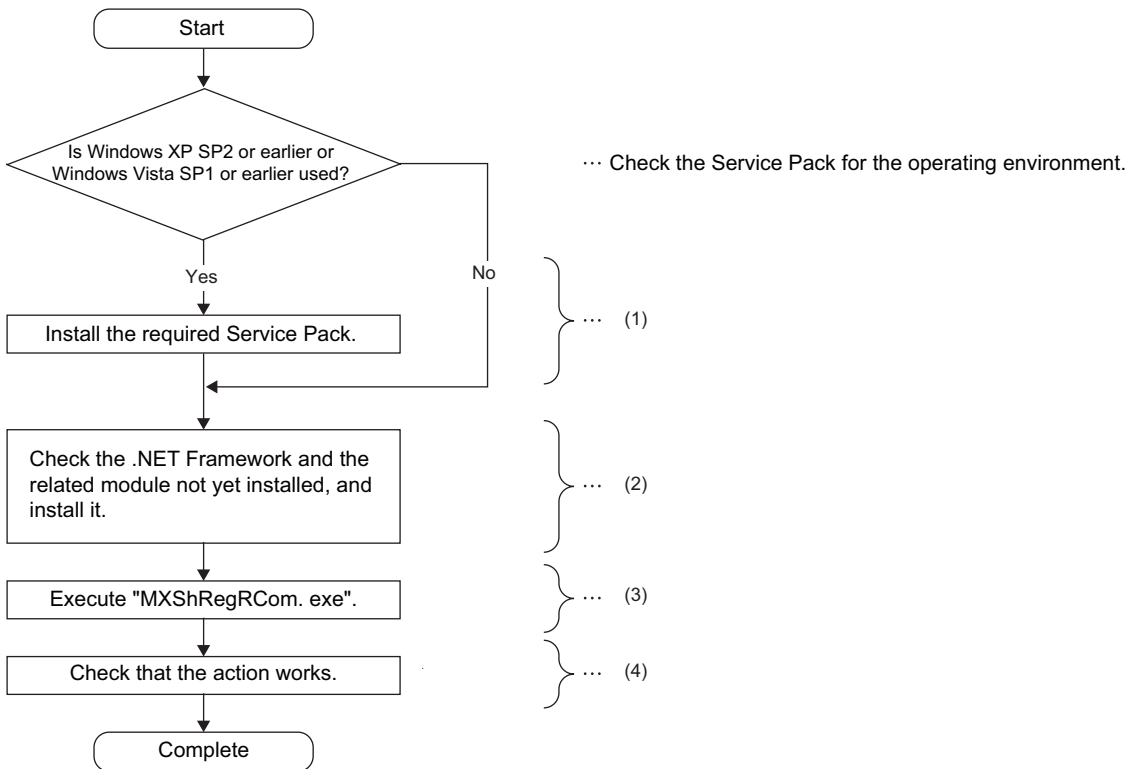 Start
Is Windows XP SP2 or earlier or
Windows Vista SP1 or earlier used?
… Check the Service Pack for the operating environment.
Yes
No
Install the required Service Pack.
… (1)
Check the .NET Framework and the
related module not yet installed, and
install it.
… (2)
Execute "MXShRegRCom. exe".
… (3)
Check that the action works.
… (4)
Complete